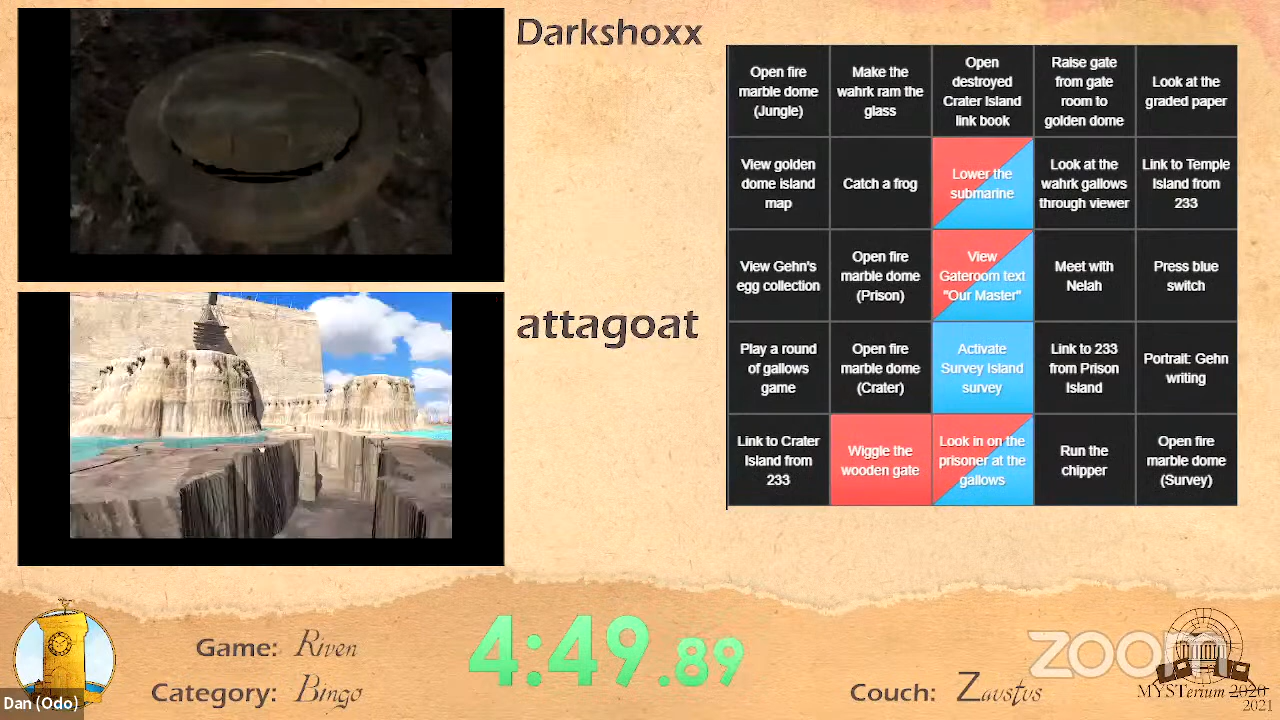 Darkshoxx
attagoat
Open fire
marble dome
(Jungle)
Make the
wahrk ram the
glass
Open
destroyed
Crater Island
link book
Raise gate
from gate
room to
golden dome
Look at the
graded paper
View golden
dome island
map
Catch a frog
Lower the
submarine
Look at the
wahrk gallows
through viewer
Link to Temple
Island from
233
View Gehn's
egg collection
Open fire
marble dome
(Prison)
View
Gateroom text
"Our Master"
Meet with
Nelah
Press blue
switch
Play a round
of gallows
game
Open fire
marble dome
(Crater)
Activate
Survey Island
survey
Link to 233
from Prison
Island
Portrait: Gehn
writing
Link to Crater
Island from
233
Wiggle the
wooden gate
Look in on the
prisoner at the
gallows
Run the
chipper
Open fire
marble dome
(Survey)
Game: Riven
Category: Bingo
4:49.89
Couch: Zaustus
zoom
MYSTerium 2020
2021
Dan (Odo)